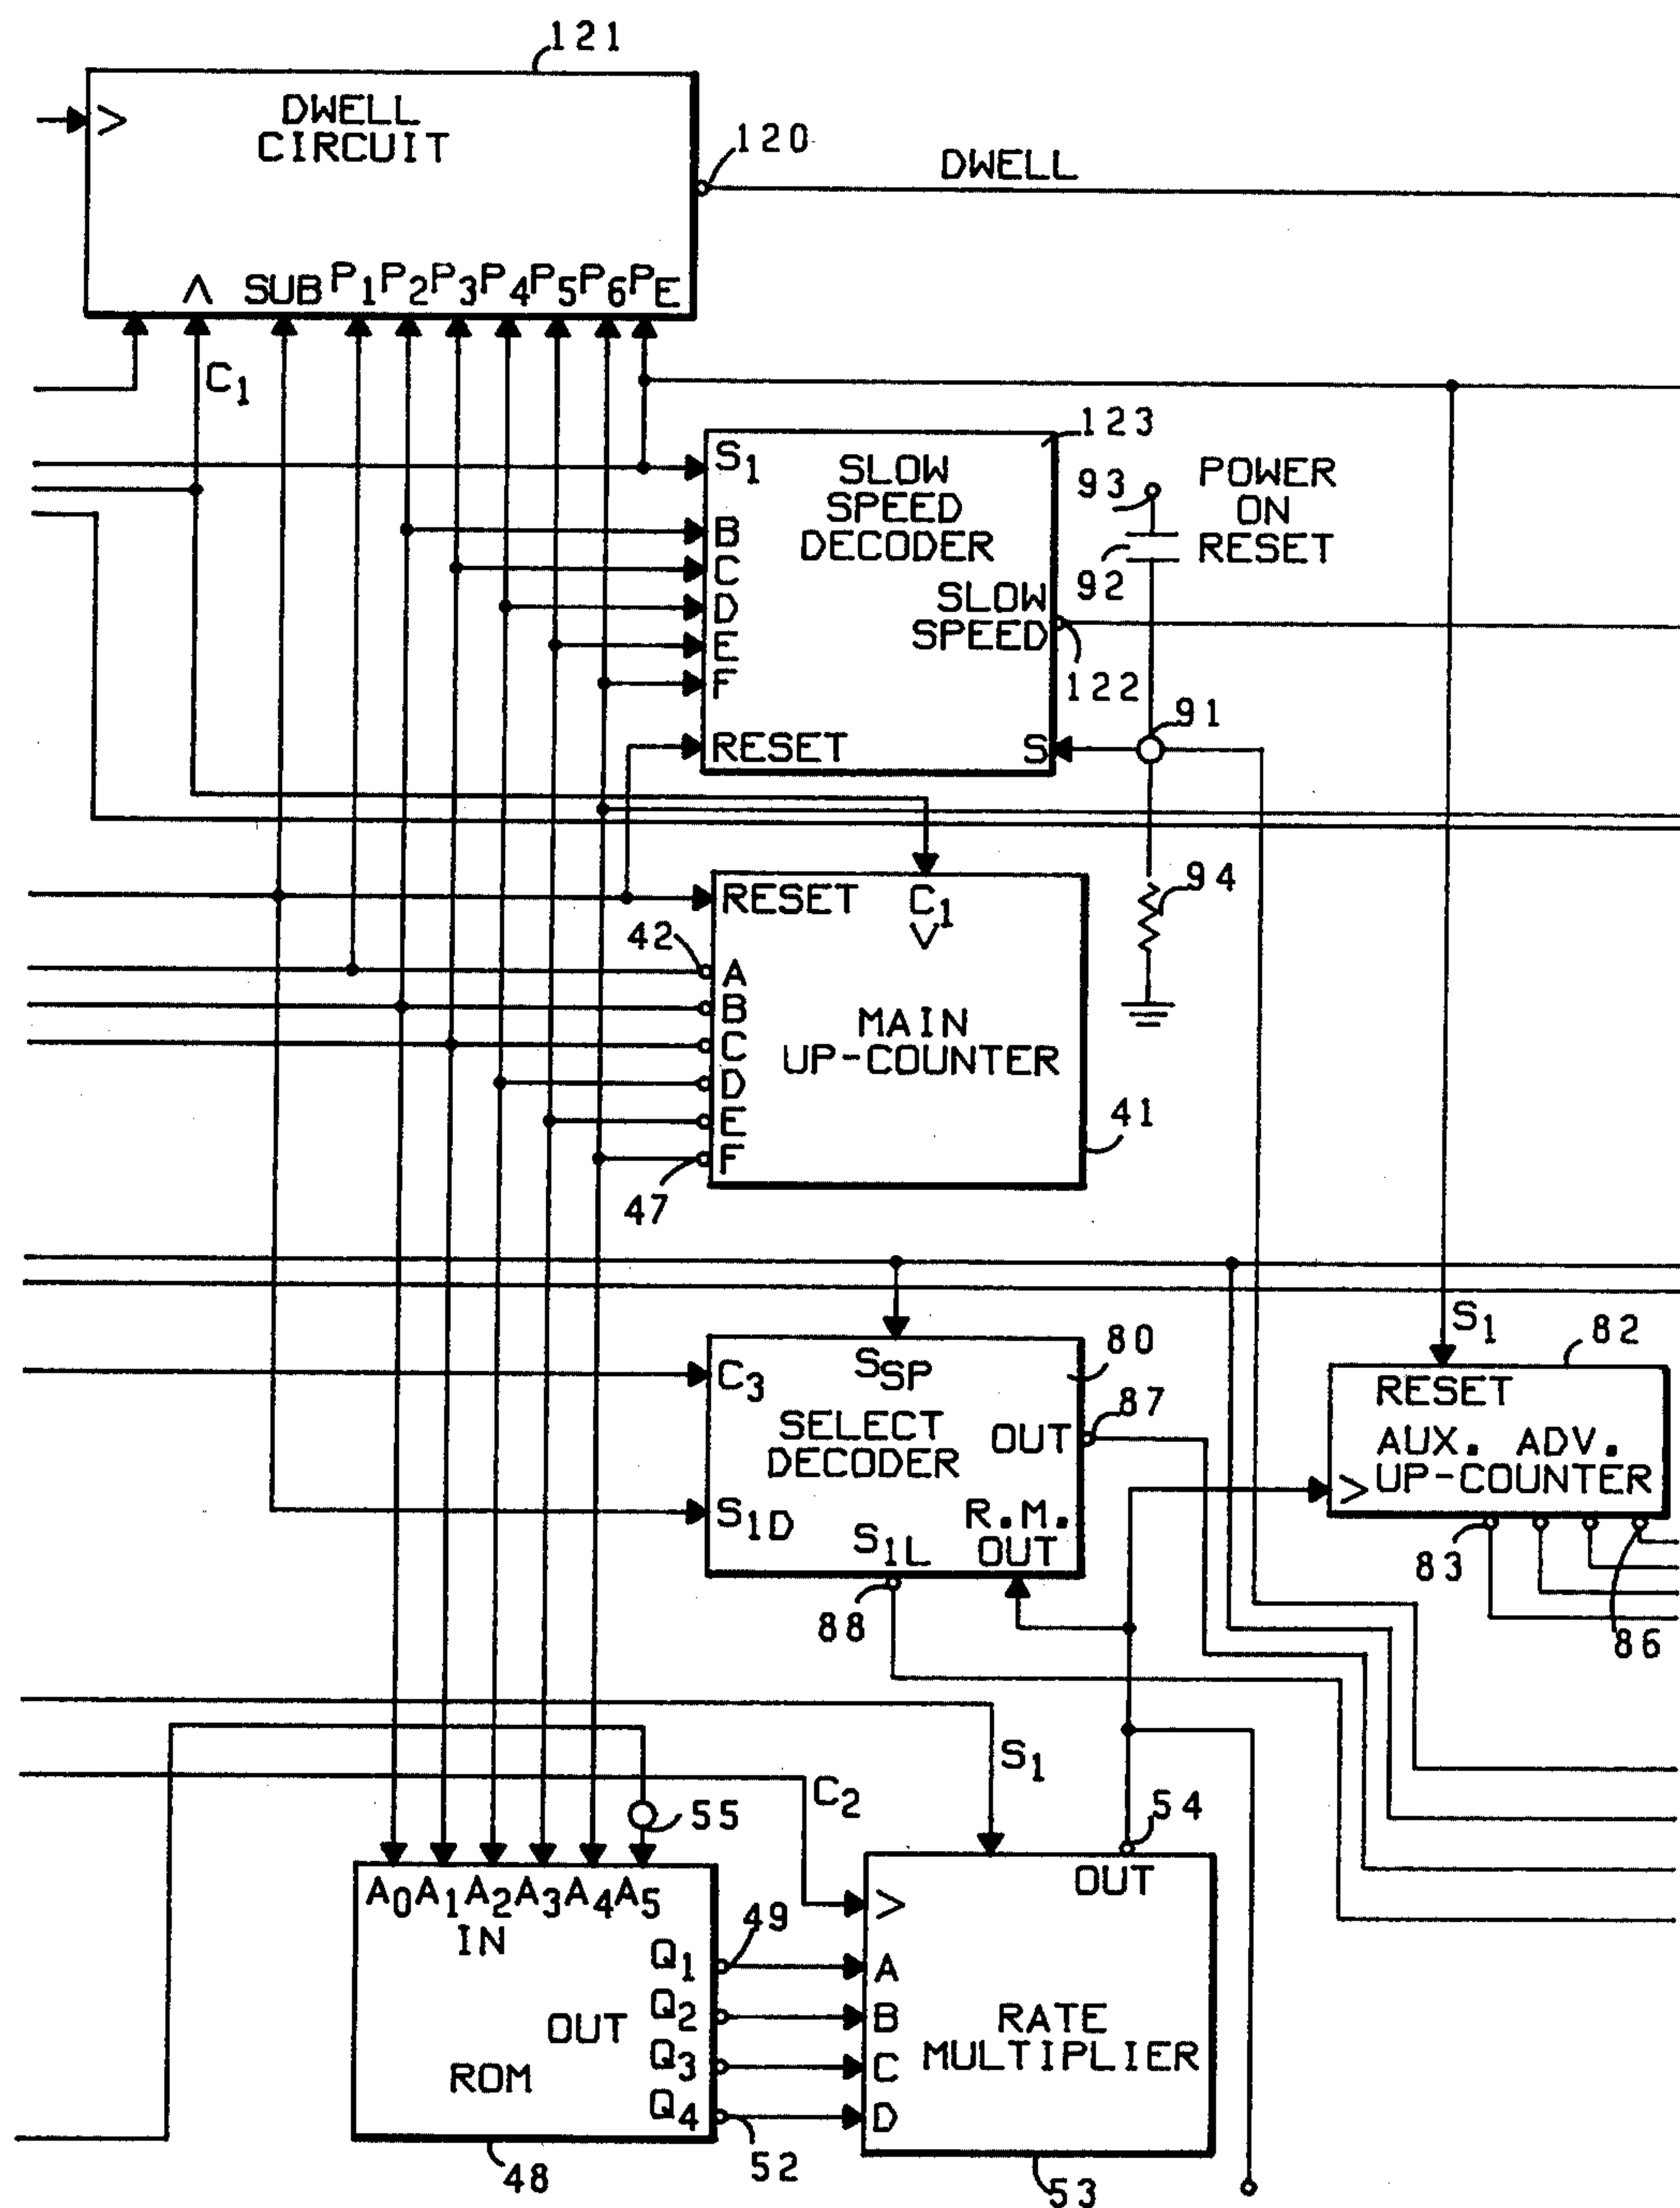 121
DWELL
CIRCUIT
120
DWELL
> 
Λ SUB P1 P2 P3 P4 P5 P6 PE
C1
123
S1
SLOW
SPEED
DECODER
B
C
D
E
F
SLOW
SPEED
122
RESET
S
93
POWER
ON
RESET
92
91
94
RESET
C1
V
42
A
B
C
D
E
F
47
MAIN
UP-COUNTER
41
80
C3
SSP
SELECT
DECODER
OUT
87
S1D
S1L
R.M.
OUT
88
S1
82
RESET
AUX. ADV.
UP-COUNTER
>
83
86
S1
C2
55
54
A0 A1 A2 A3 A4 A5
IN
Q1
Q2
OUT
Q3
ROM
Q4
49
52
48
OUT
>
A
B
C
D
RATE
MULTIPLIER
53